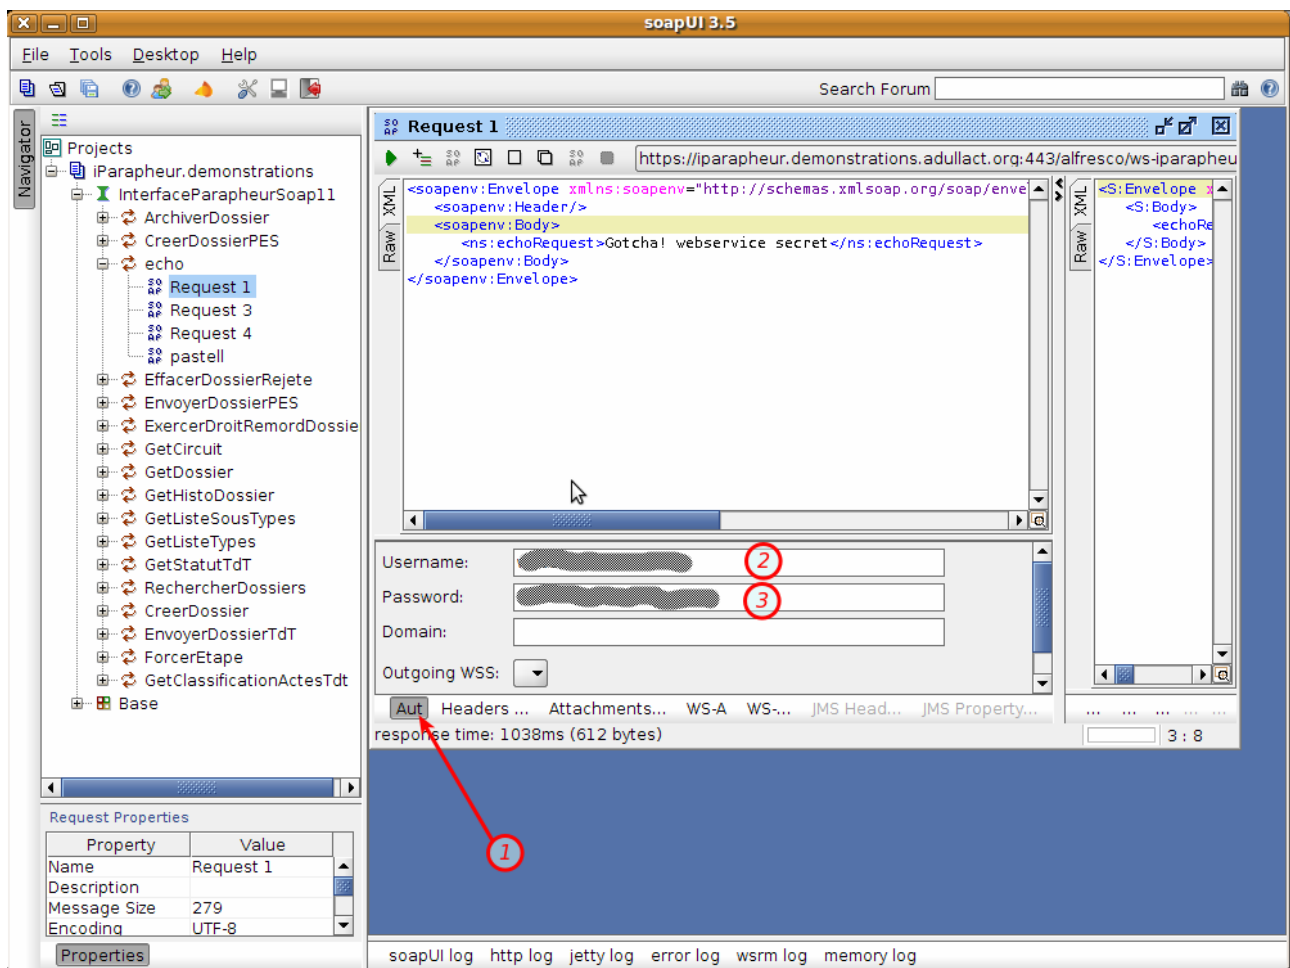 soapUI 3.5
File Tools Desktop Help
Search Forum
Navigator
Projects
iParapheur.demonstrations
InterfaceParapheurSoap11
ArchiverDossier
CreerDossierPES
echo
Request 1
Request 3
Request 4
pastell
EffacerDossierRejete
EnvoyerDossierPES
ExercerDroitRemordDossie
GetCircuit
GetDossier
GetHistoDossier
GetListeSousTypes
GetListeTypes
GetStatutTdT
RechercherDossiers
CreerDossier
EnvoyerDossierTdT
ForcerEtape
GetClassificationActesTdt
Base
Request Properties
Property Value
Name Request 1
Description
Message Size 279
Encoding UTF-8
Properties
Request 1
https://iparapheur.demonstrations.adullact.org:443/alfresco/ws-iparapheu
XML
Raw
<soapenv:Envelope xmlns:soapenv="http://schemas.xmlsoap.org/soap/enve
<soapenv:Header/>
<soapenv:Body>
<ns:echoRequest>Gotcha! webservice secret</ns:echoRequest>
</soapenv:Body>
</soapenv:Envelope>
XML
Raw
<S:Envelope x
<S:Body>
<echoRe
</S:Body>
</S:Envelope>
Username: 2
Password: 3
Domain:
Outgoing WSS:
Aut Headers ... Attachments... WS-A WS-... JMS Head... JMS Property...
... ... ... ... ...
response time: 1038ms (612 bytes)
3 : 8
1
soapUI log http log jetty log error log wsrm log memory log